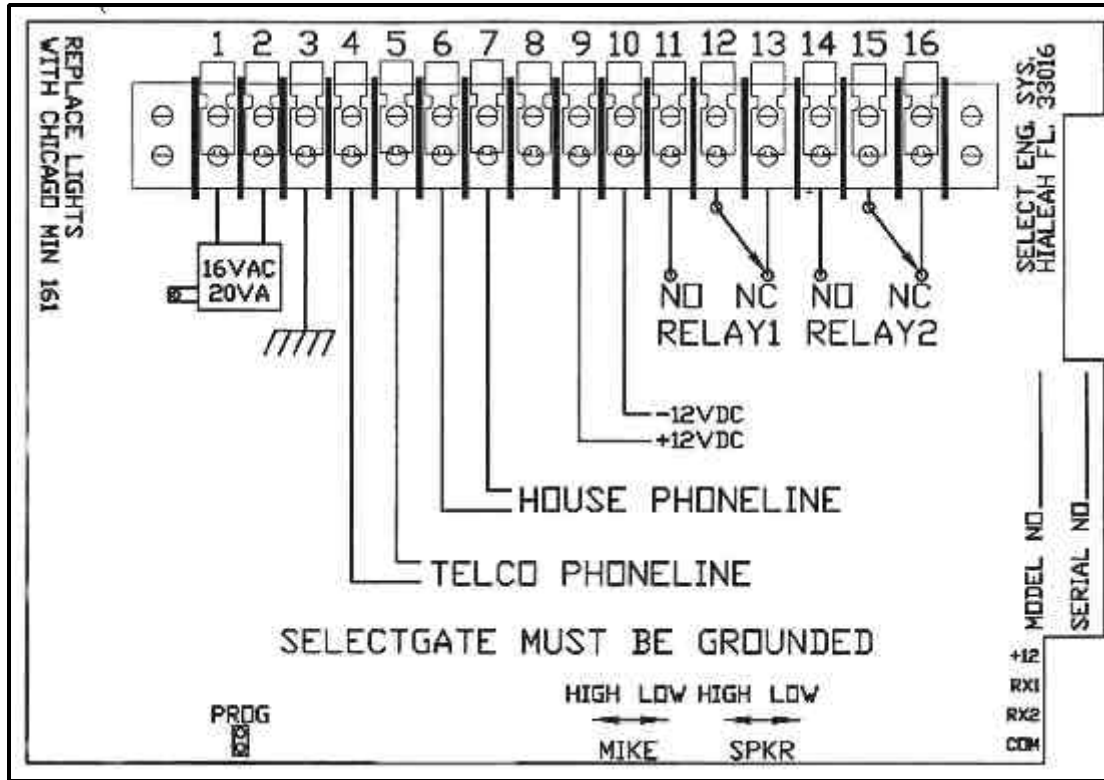 REPLACE LIGHTS
WITH CHICAGO MIN 161
1 2 3 4 5 6 7 8 9 10 11 12 13 14 15 16
SELECT ENG. SYS.
HIALEAH FL. 33016
16VAC
20VA
NO NC NO NC
RELAY1 RELAY2
-12VDC
+12VDC
HOUSE PHONELINE
TELCO PHONELINE
SELECTGATE MUST BE GROUNDED
MODEL NO.
SERIAL NO.
+12
RX1
RX2
COM
PROG
HIGH LOW HIGH LOW
MIKE SPKR